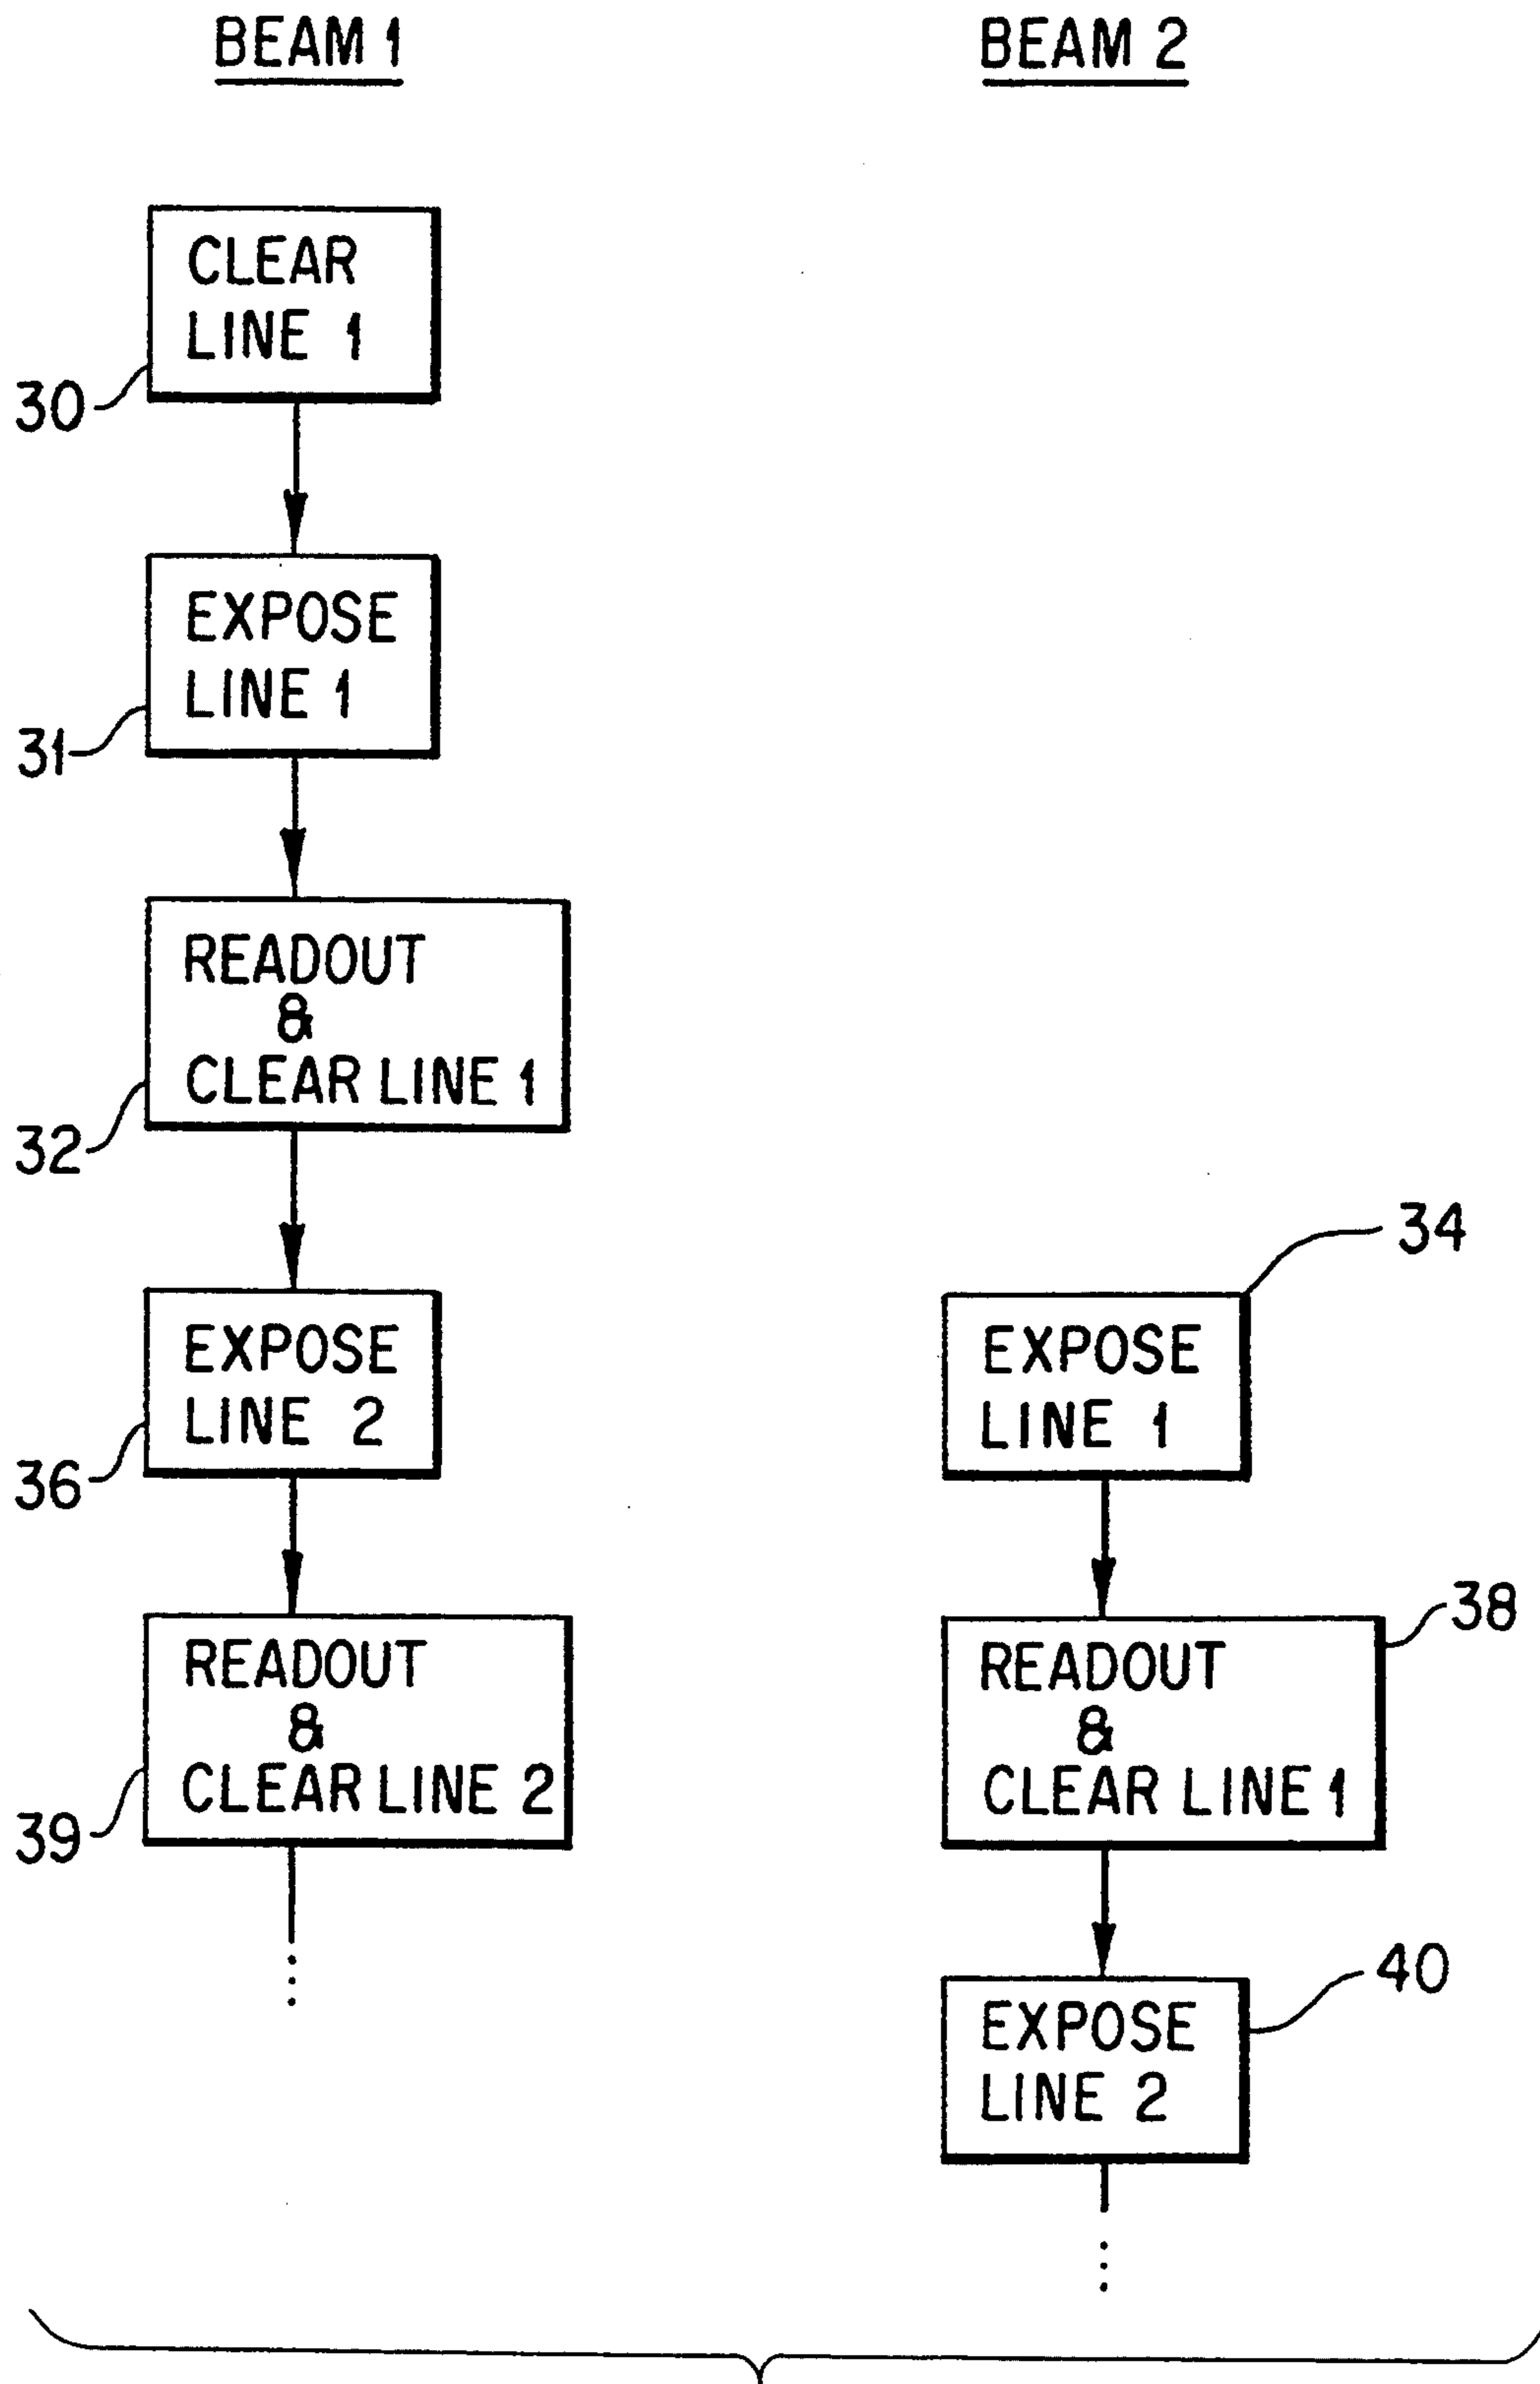 BEAM 1
CLEAR
LINE 1
30
EXPOSE
LINE 1
31
READOUT
&
CLEAR LINE 1
32
EXPOSE
LINE 2
36
READOUT
&
CLEAR LINE 2
39
BEAM 2
34
EXPOSE
LINE 1
38
READOUT
&
CLEAR LINE 1
40
EXPOSE
LINE 2